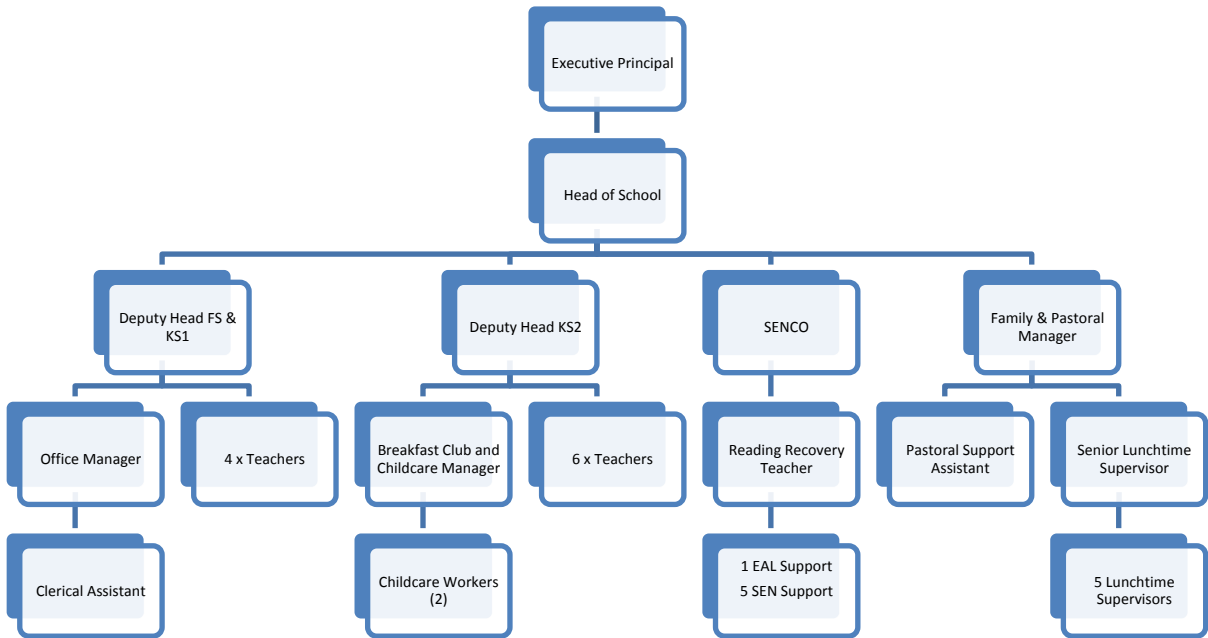 Executive Principal
Head of School
Deputy Head FS &
KS1
Deputy Head KS2
SENCO
Family & Pastoral
Manager
Office Manager
4 x Teachers
Breakfast Club and
Childcare Manager
6 x Teachers
Reading Recovery
Teacher
Pastoral Support
Assistant
Senior Lunchtime
Supervisor
Clerical Assistant
Childcare Workers
(2)
1 EAL Support
5 SEN Support
5 Lunchtime
Supervisors